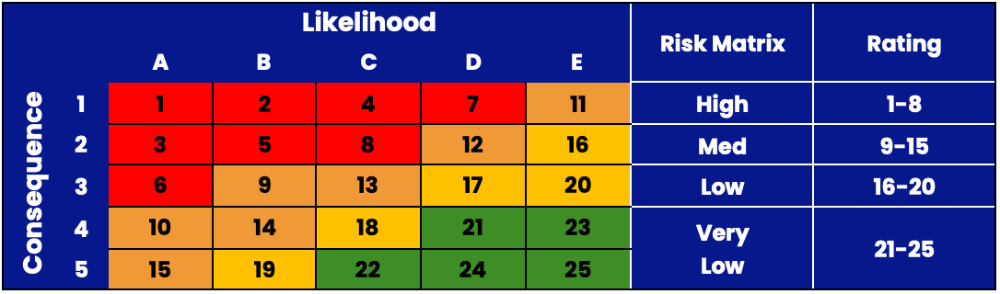 Likelihood
Risk Matrix Rating
A B C D E
Consequence
1 1 2 4 7 11 High 1-8
2 3 5 8 12 16 Med 9-15
3 6 9 13 17 20 Low 16-20
4 10 14 18 21 23 Very
Low 21-25
5 15 19 22 24 25